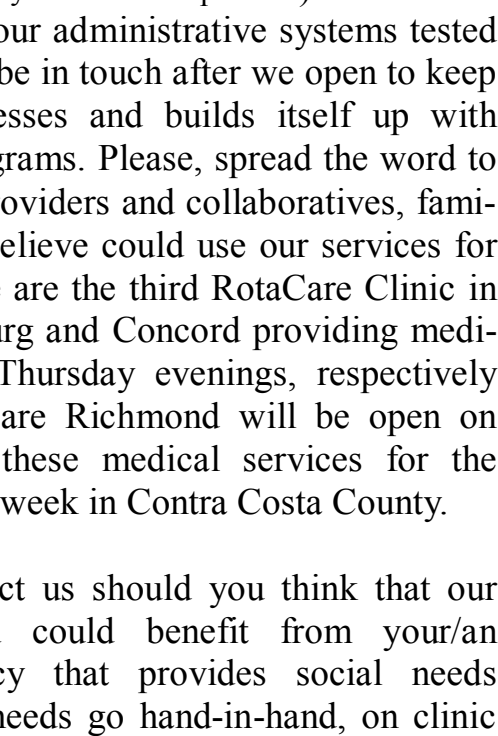 our administrative systems tested
be in touch after we open to keep
esses and builds itself up with
grams. Please, spread the word to
oviders and collaboratives, fami-
elieve could use our services for
e are the third RotaCare Clinic in
urg and Concord providing medi-
Thursday evenings, respectively
are Richmond will be open on
these medical services for the
week in Contra Costa County.
ct us should you think that our
could benefit from your/an
cy that provides social needs
needs go hand-in-hand, on clinic